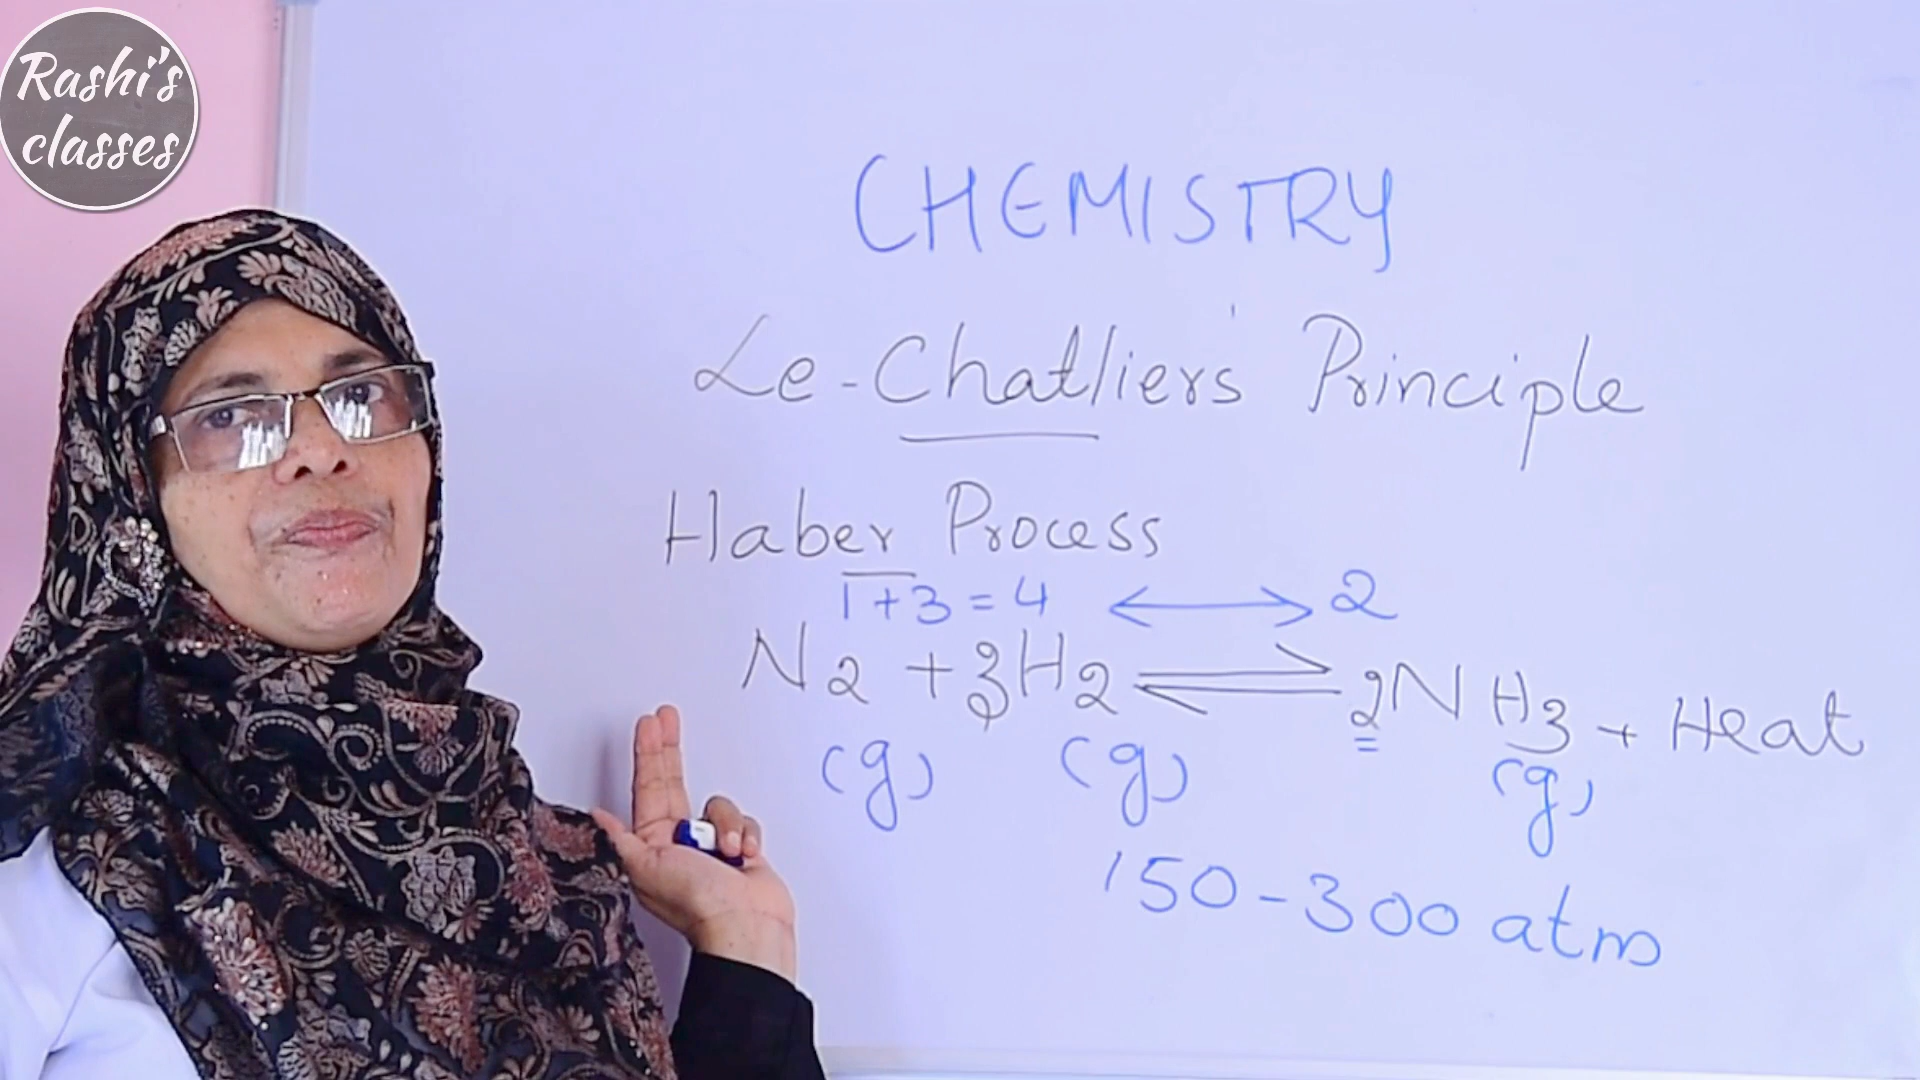 Rashi's
classes
CHEMISTRY
Le-Chatliers' Principle
Haber Process
1+3=4 ⟷ 2
N2 + 3H2 ⇌ 2NH3 + Heat
(g) (g) (g)
150-300 atm